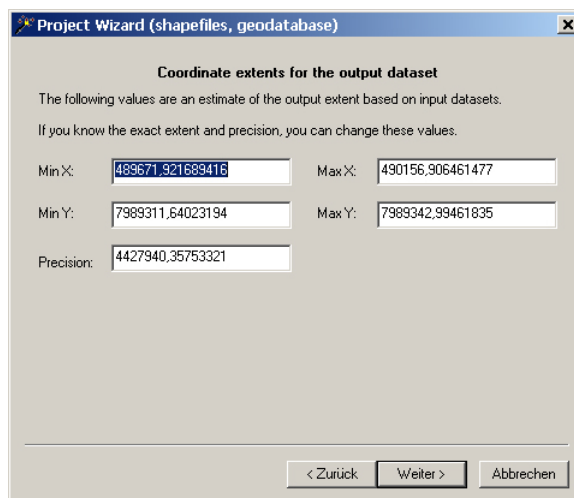 Project Wizard (shapefiles, geodatabase)
Coordinate extents for the output dataset
The following values are an estimate of the output extent based on input datasets.
If you know the exact extent and precision, you can change these values.
Min X: 489671,921689416 Max X: 490156,906461477
Min Y: 7989311,64023194 Max Y: 7989342,99461835
Precision: 4427940,35753321
< Zurück Weiter > Abbrechen